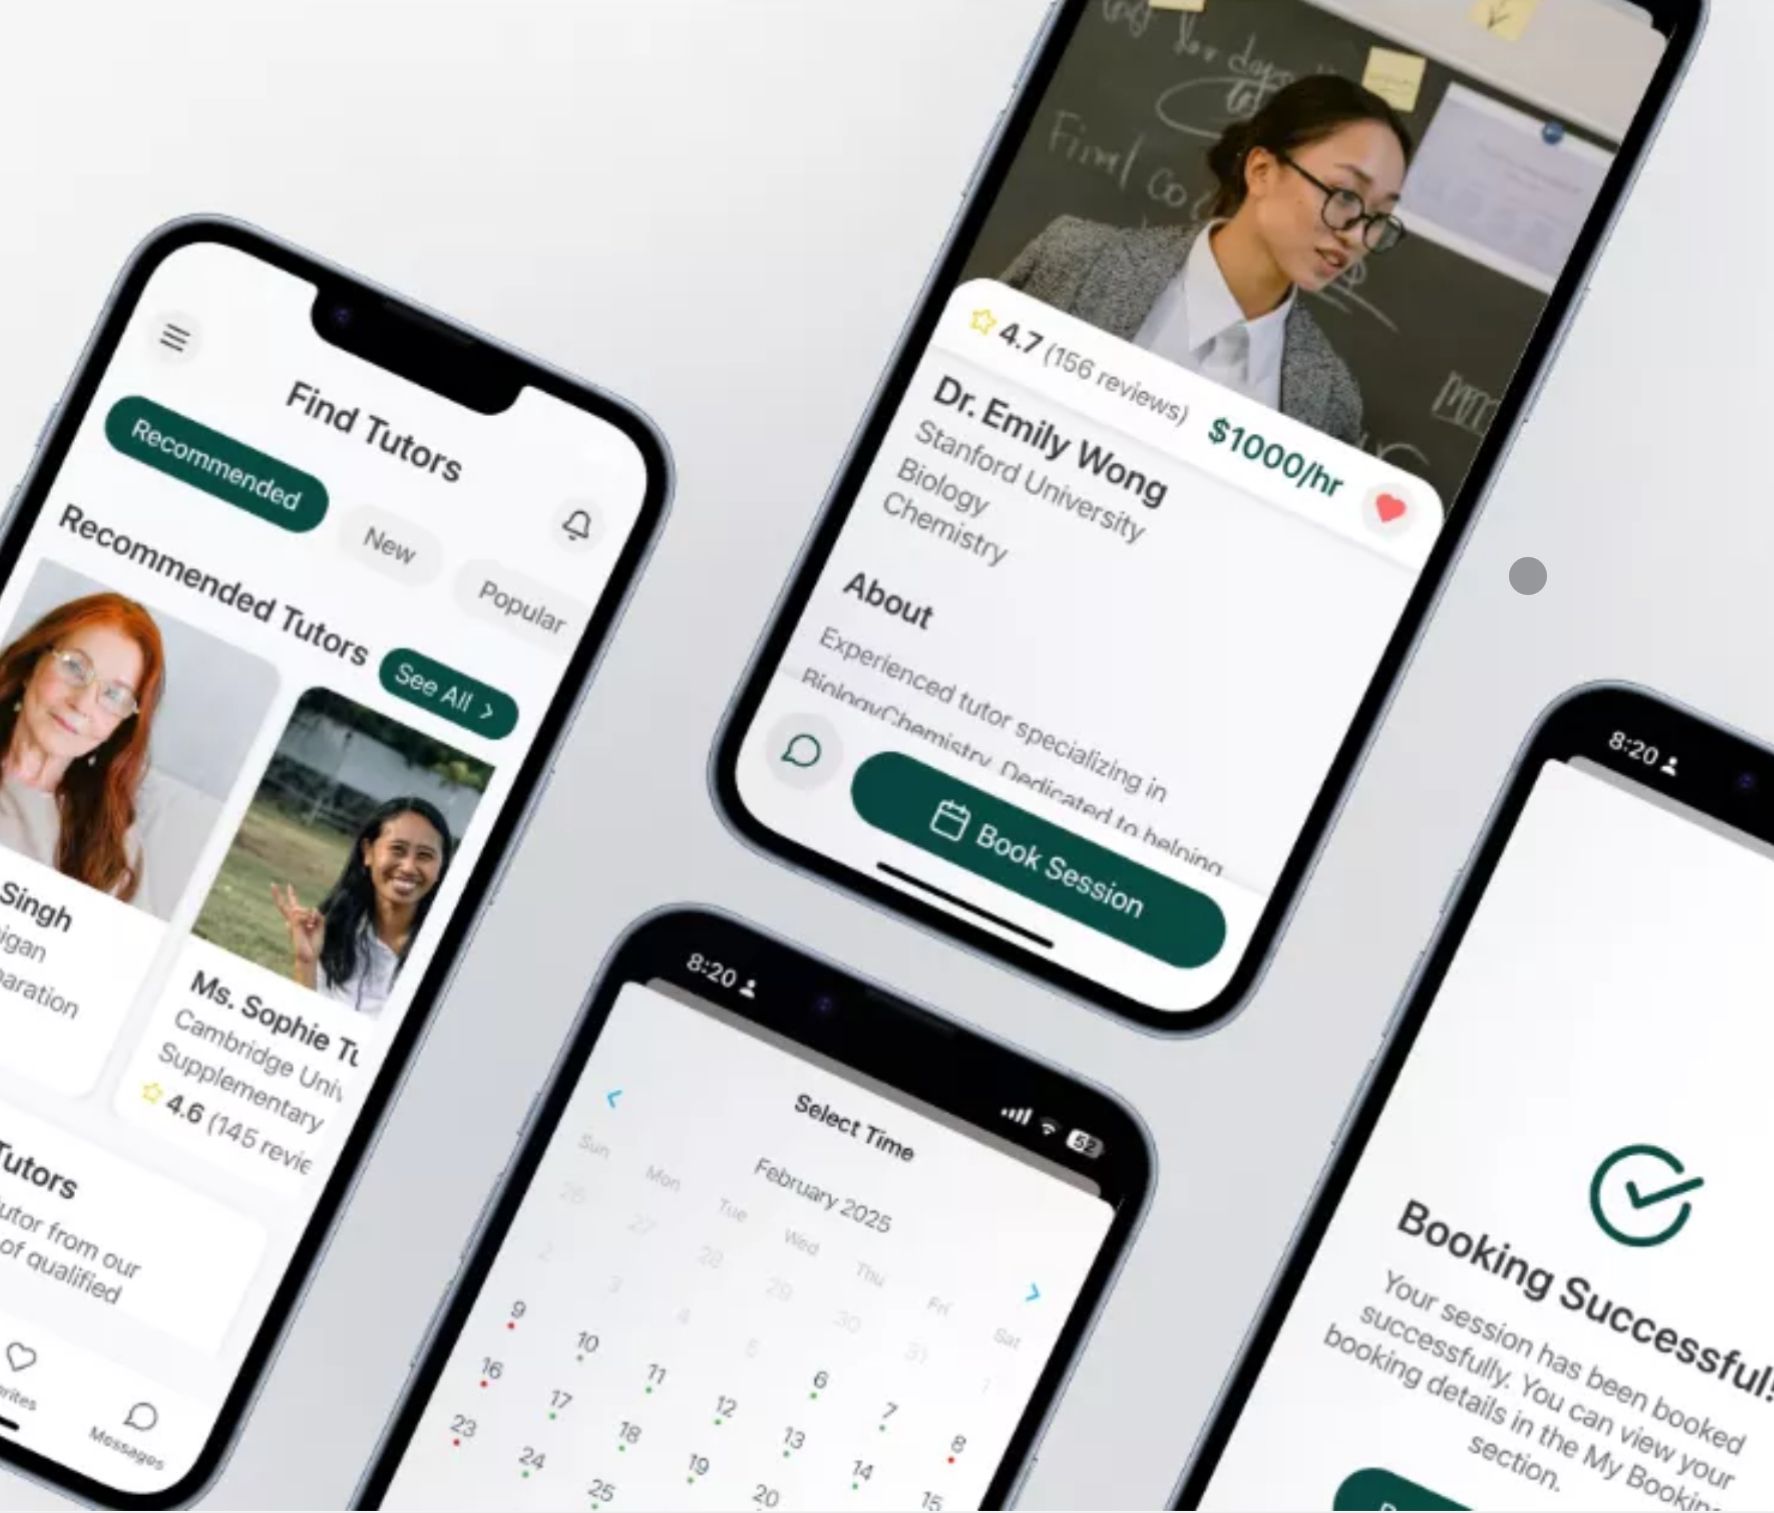 Find Tutors
Recommended
New
Popular
Recommended Tutors
See All >
Singh
igan
aration
Ms. Sophie Tu
Cambridge Univ
Supplementary
4.6 (145 revie
Tutors
utor from our
of qualified
orites
Messages
Final
4.7 (156 reviews)
$1000/hr
Dr. Emily Wong
Stanford University
Biology
Chemistry
About
Experienced tutor specializing in
BiologyChemistry. Dedicated to helping
Book Session
8:20
52
Select Time
February 2025
Sun Mon Tue Wed Thu Fri Sat
26 27 28 29 30 31 1
2 3 4 5 6 7 8
9 10 11 12 13 14 15
16 17 18 19 20
23 24 25
8:20
Booking Successful!
Your session has been booked
successfully. You can view your
booking details in the My Booking
section.